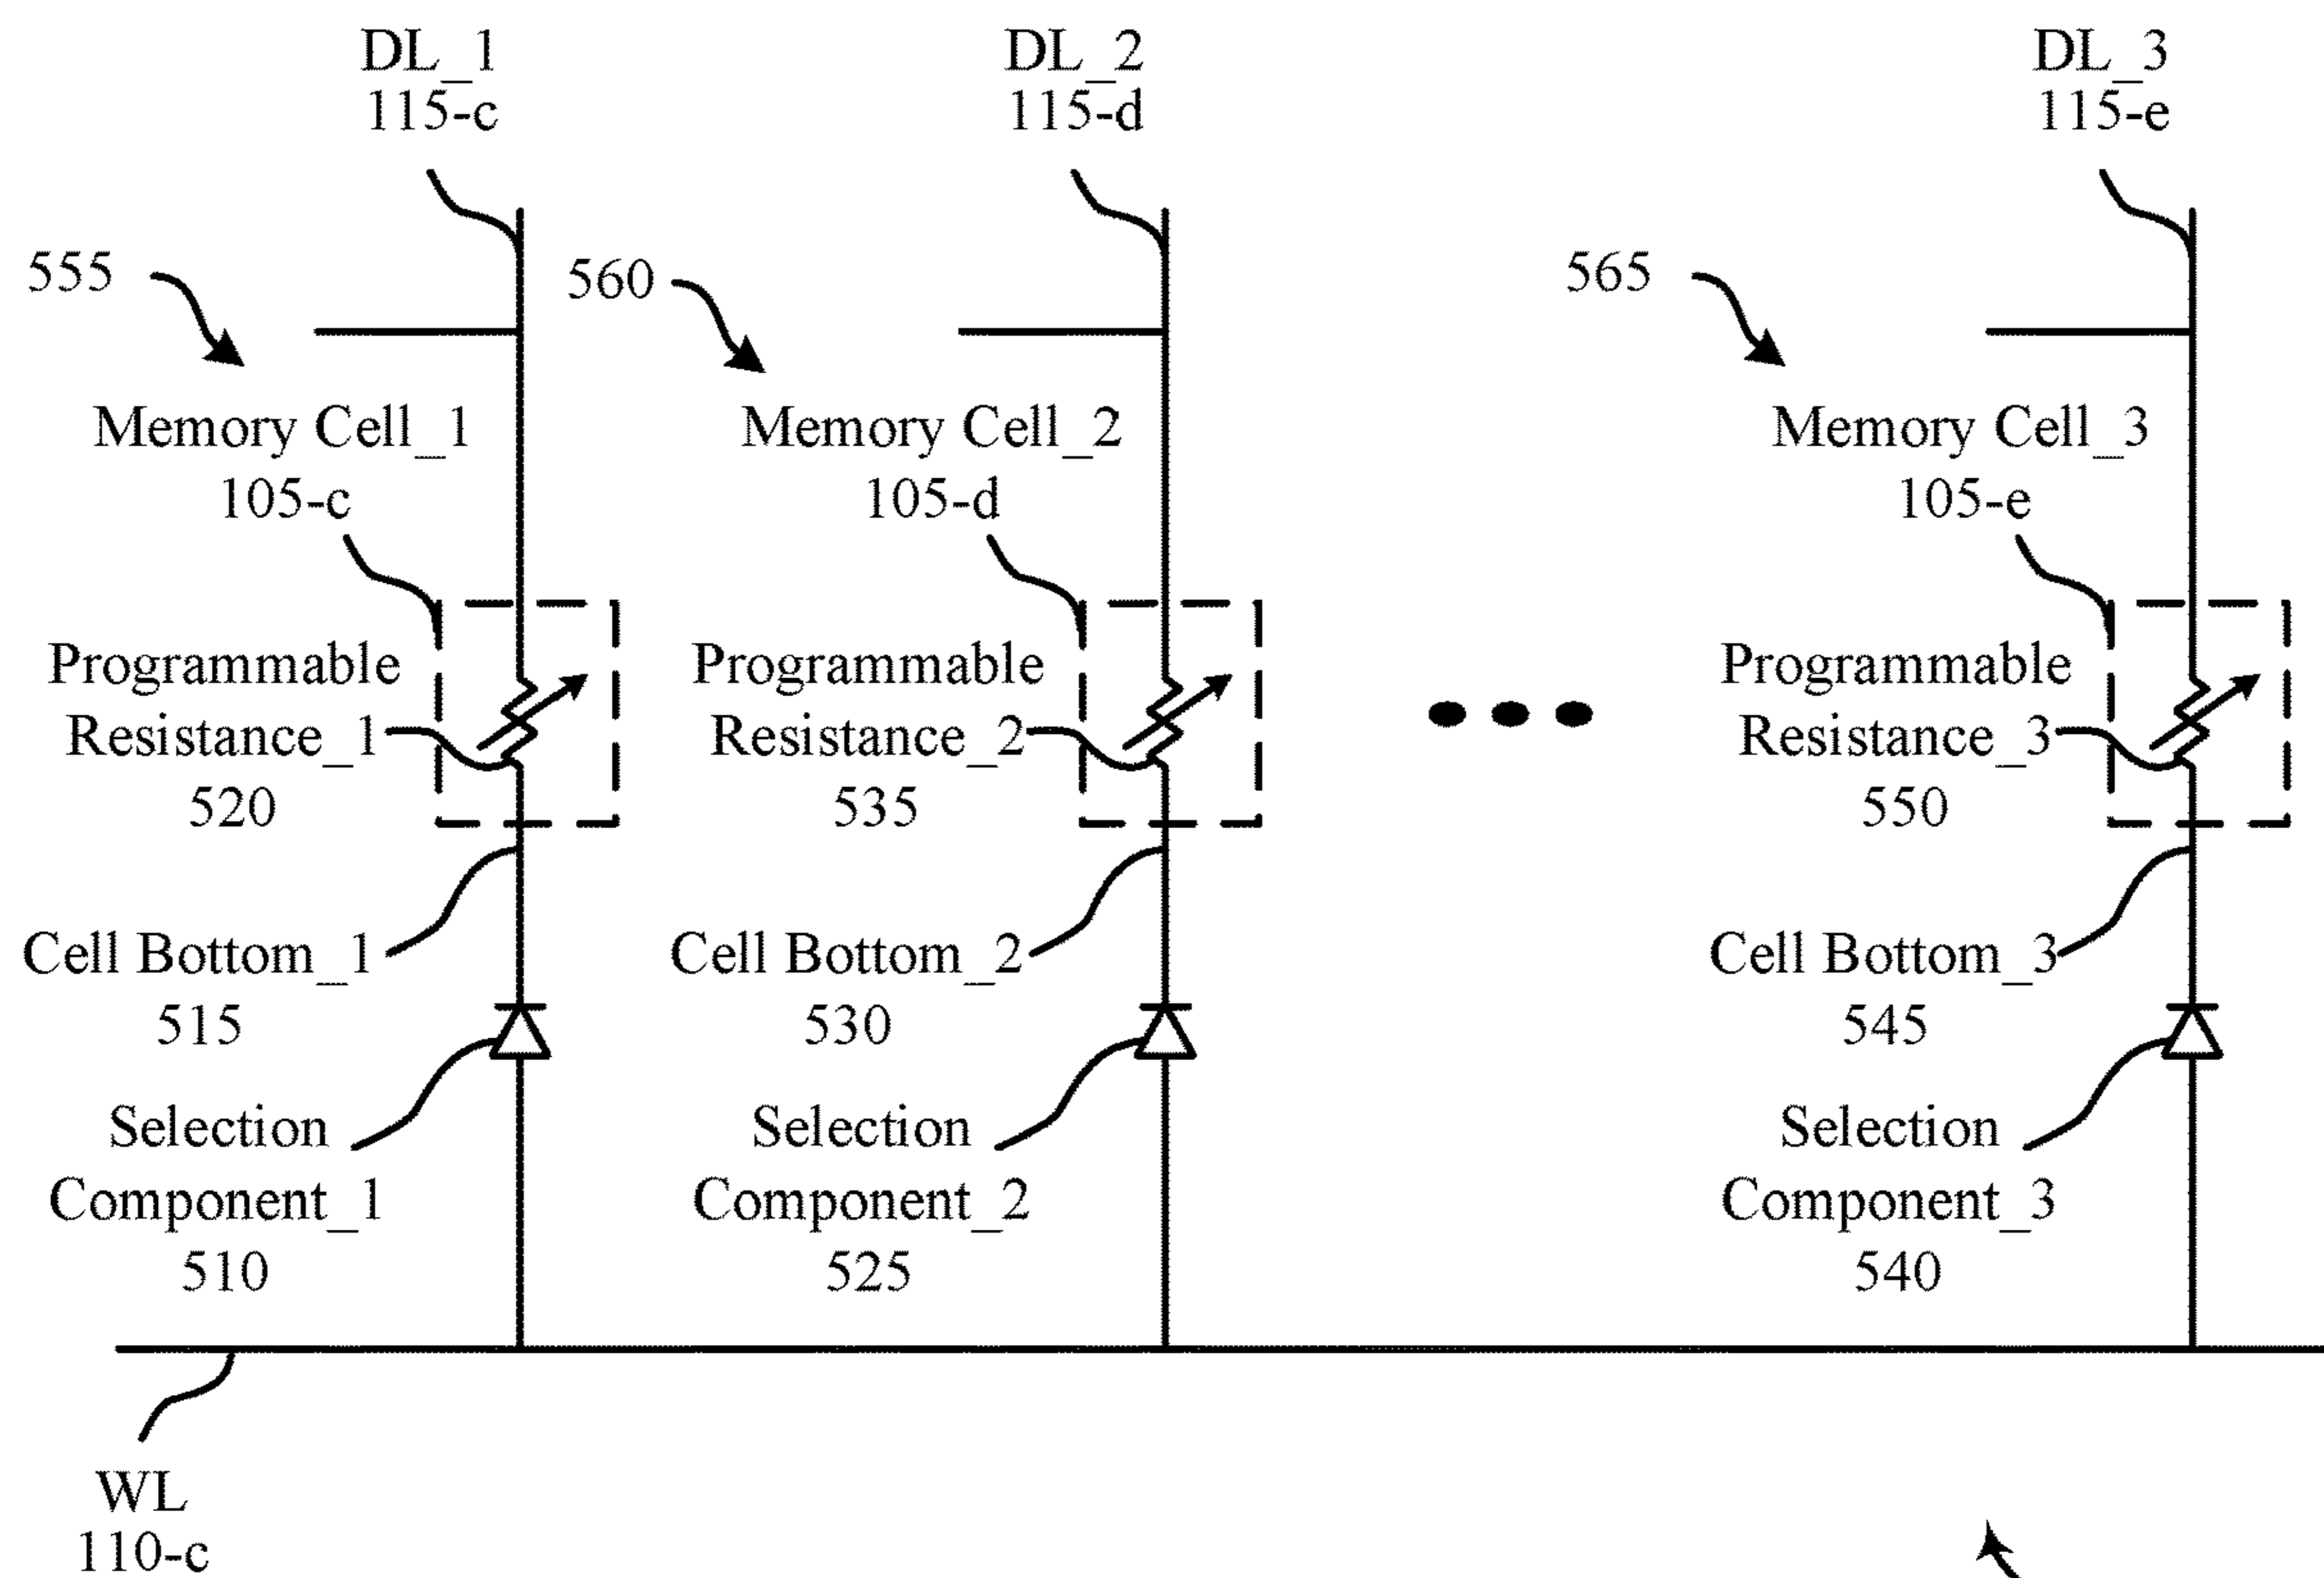 DL_1
115-c
DL_2
115-d
DL_3
115-e
555
560
565
Memory Cell_1
105-c
Memory Cell_2
105-d
Memory Cell_3
105-e
Programmable
Resistance_1
520
Programmable
Resistance_2
535
Programmable
Resistance_3
550
Cell Bottom_1
515
Cell Bottom_2
530
Cell Bottom_3
545
Selection
Component_1
510
Selection
Component_2
525
Selection
Component_3
540
WL
110-c